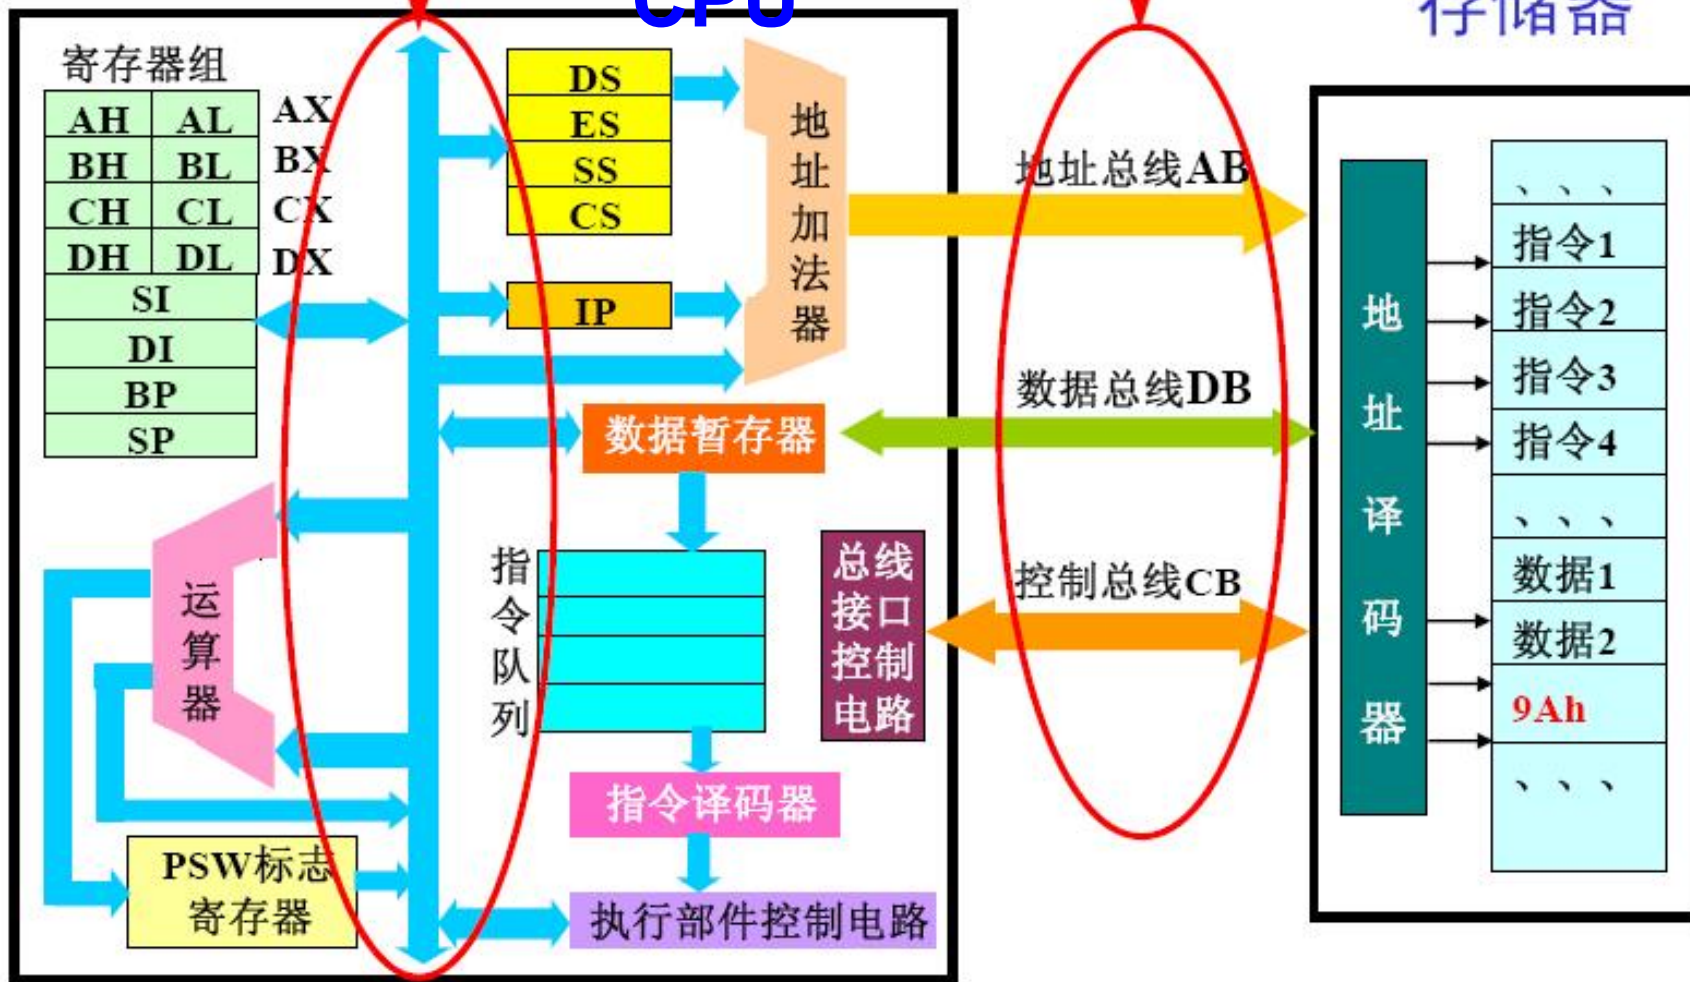 CPU
存储器
寄存器组
AH AL AX
BH BL BX
CH CL CX
DH DL DX
SI
DI
BP
SP
DS
ES
SS
CS
IP
地址加法器
数据暂存器
指令队列
总线
接口
控制
电路
指令译码器
执行部件控制电路
运算器
PSW标志
寄存器
地址总线AB
数据总线DB
控制总线CB
地址译码器
、、、
指令1
指令2
指令3
指令4
、、、
数据1
数据2
9Ah
、、、